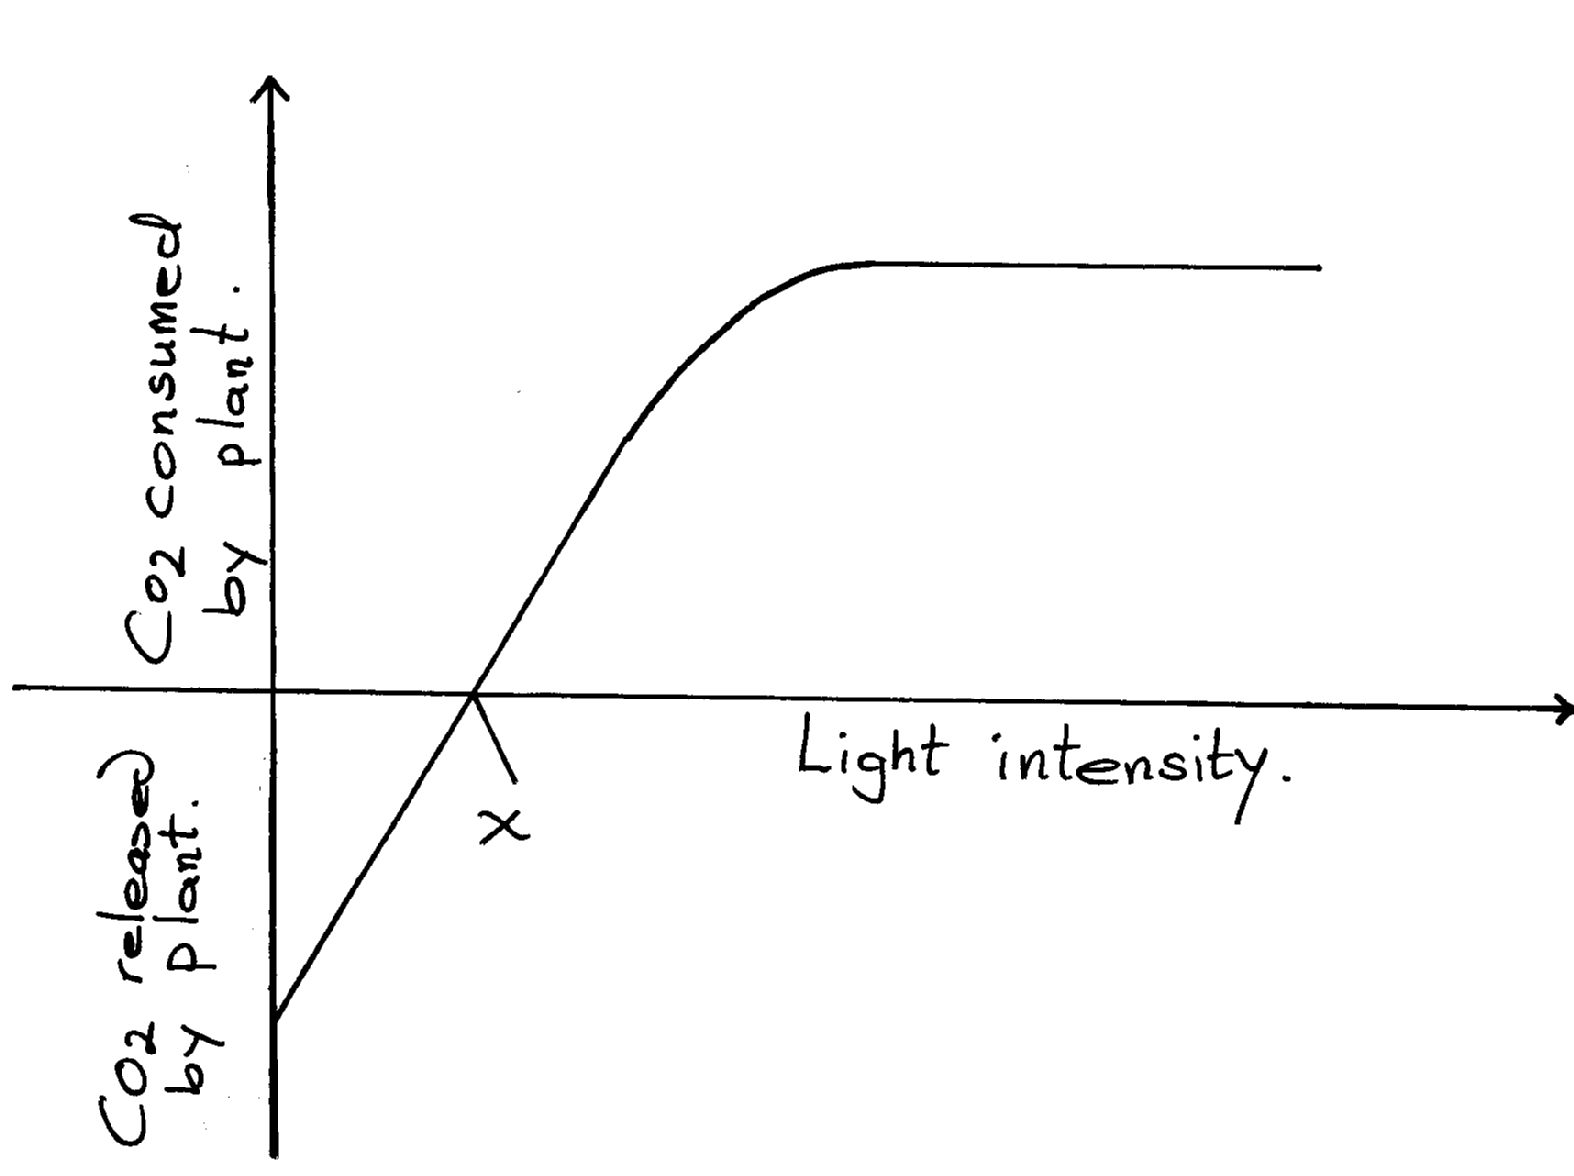 CO2 consumed
by plant.
Light intensity.
X
CO2 released
by plant.